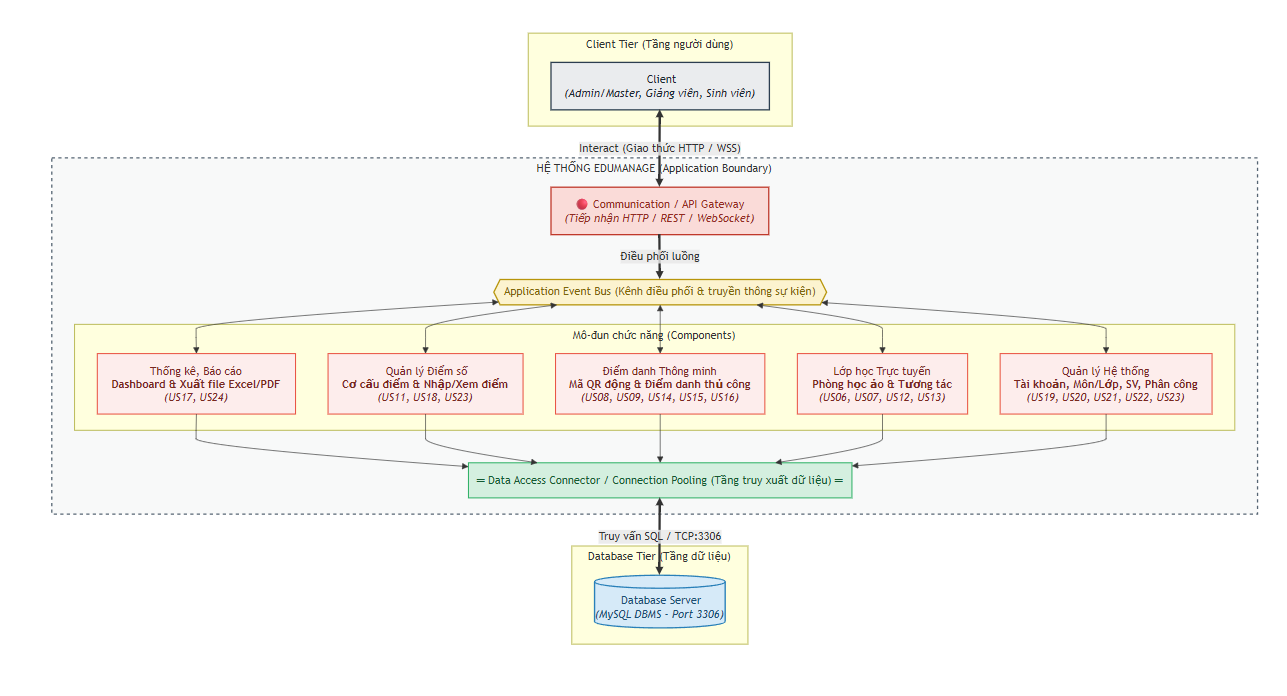 Client Tier (Tầng người dùng)
Client
(Admin/Master, Giảng viên, Sinh viên)
Interact (Giao thức HTTP / WSS)
HỆ THỐNG EDUMANAGE (Application Boundary)
Communication / API Gateway
(Tiếp nhận HTTP / REST / WebSocket)
Điều phối luồng
Application Event Bus (Kênh điều phối & truyền thông sự kiện)
Mô-đun chức năng (Components)
Thống kê, Báo cáo
Dashboard & Xuất file Excel/PDF
(US17, US24)
Quản lý Điểm số
Cơ cấu điểm & Nhập/Xem điểm
(US11, US18, US23)
Điểm danh Thông minh
Mã QR động & Điểm danh thủ công
(US08, US09, US14, US15, US16)
Lớp học Trực tuyến
Phòng học ảo & Tương tác
(US06, US07, US12, US13)
Quản lý Hệ thống
Tài khoản, Môn/Lớp, SV, Phân công
(US19, US20, US21, US22, US23)
= Data Access Connector / Connection Pooling (Tầng truy xuất dữ liệu) =
Truy vấn SQL / TCP:3306
Database Tier (Tầng dữ liệu)
Database Server
(MySQL DBMS - Port 3306)